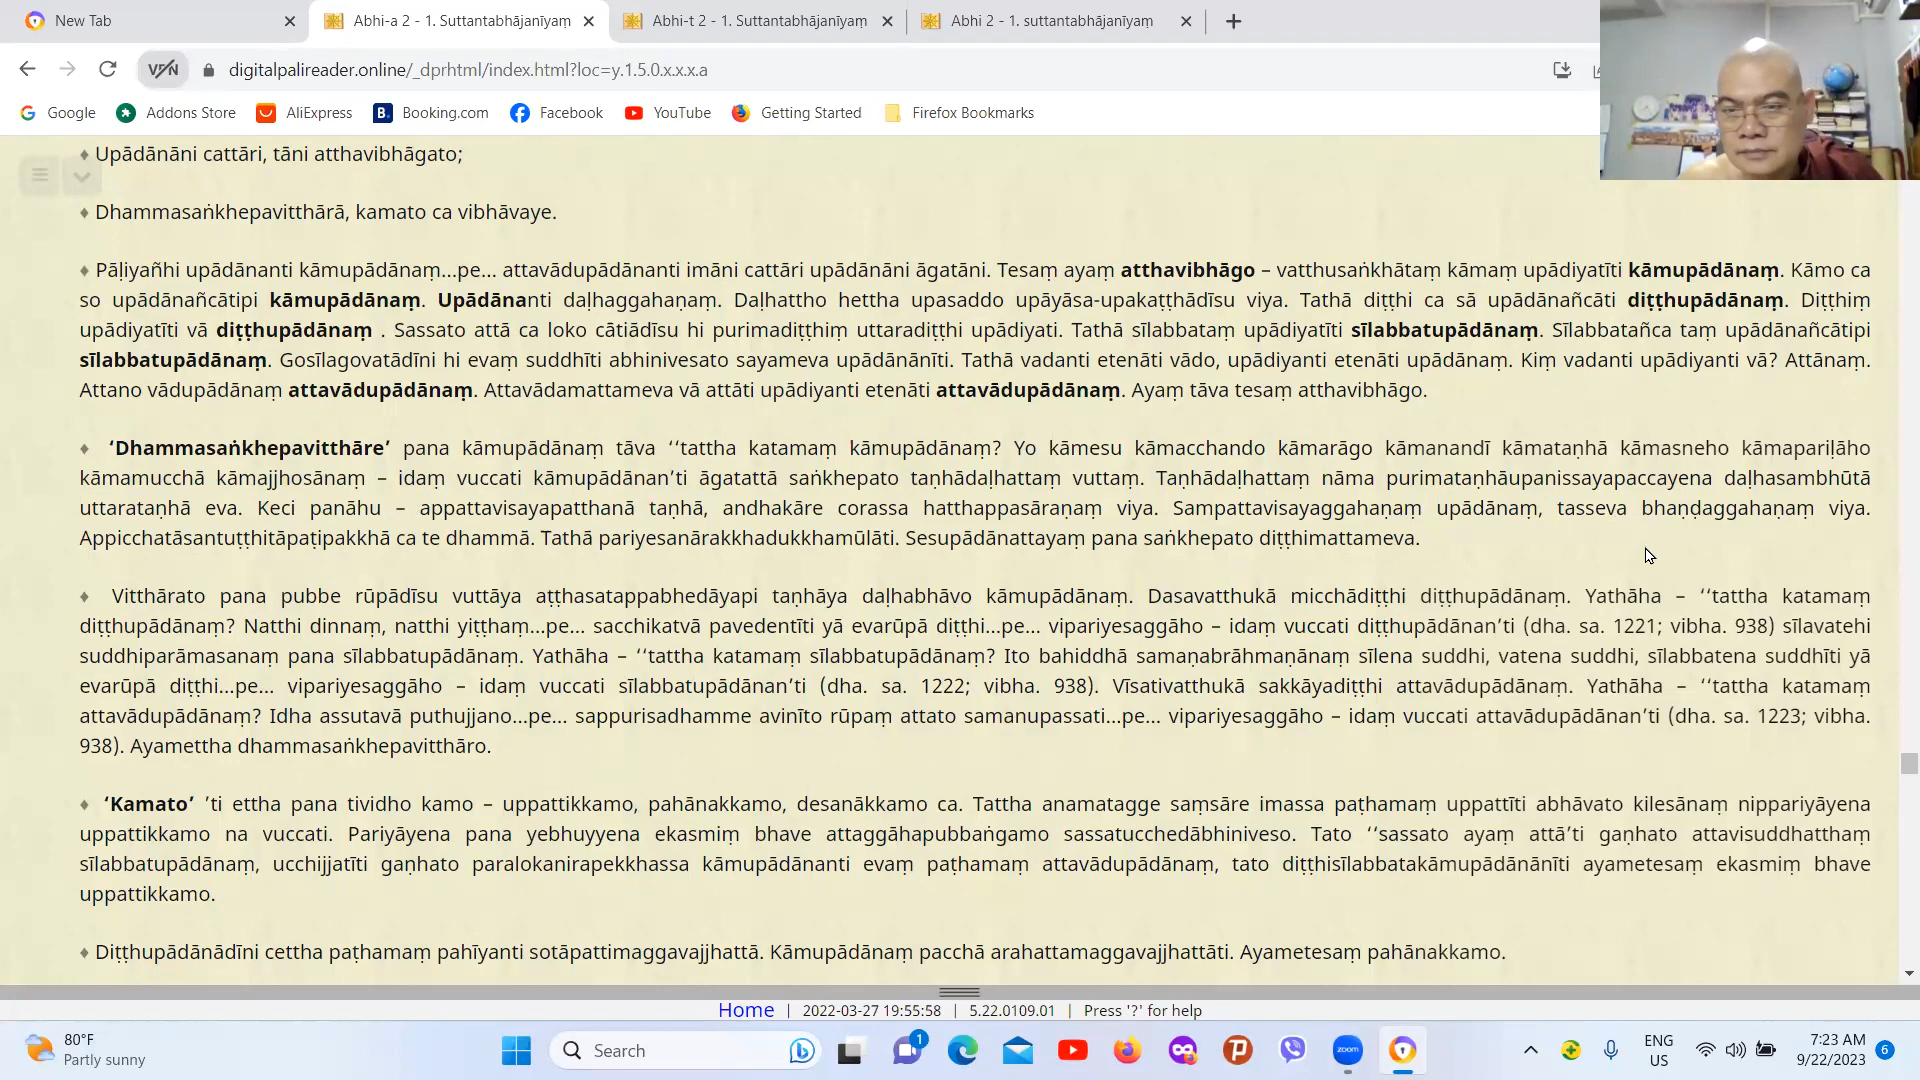 New Tab
Abhi-a 2 - 1. Suttantabhājanīyaṃ
Abhi-t 2 - 1. Suttantabhājanīyaṃ
Abhi 2 - 1. suttantabhājanīyaṃ
VPN
digitalpalireader.online/_dprhtml/index.html?loc=y.1.5.0.x.x.x.a
Google
Addons Store
AliExpress
Booking.com
Facebook
YouTube
Getting Started
Firefox Bookmarks
♦ Upādānāni cattāri, tāni atthavibhāgato;
♦ Dhammasaṅkhepavitthārā, kamato ca vibhāvaye.
♦ Pāḷiyañhi upādānanti kāmupādānaṃ...pe... attavādupādānanti imāni cattāri upādānāni āgatāni. Tesaṃ ayaṃ atthavibhāgo – vatthusaṅkhātaṃ kāmaṃ upādiyatīti kāmupādānaṃ. Kāmo ca
so upādānañcātipi kāmupādānaṃ. Upādānanti daḷhaggahaṇaṃ. Daḷhattho hettha upasaddo upāyāsa-upakaṭṭhādīsu viya. Tathā diṭṭhi ca sā upādānañcāti diṭṭhupādānaṃ. Diṭṭhiṃ
upādiyatīti vā diṭṭhupādānaṃ . Sassato attā ca loko cātiādīsu hi purimadiṭṭhiṃ uttaradiṭṭhi upādiyati. Tathā sīlabbataṃ upādiyatīti sīlabbatupādānaṃ. Sīlabbatañca taṃ upādānañcātipi
sīlabbatupādānaṃ. Gosīlagovatādīni hi evaṃ suddhīti abhinivesato sayameva upādānānīti. Tathā vadanti etenāti vādo, upādiyanti etenāti upādānaṃ. Kiṃ vadanti upādiyanti vā? Attānaṃ.
Attano vādupādānaṃ attavādupādānaṃ. Attavādamattameva vā attāti upādiyanti etenāti attavādupādānaṃ. Ayaṃ tāva tesaṃ atthavibhāgo.
♦ ‘Dhammasaṅkhepavitthāre’ pana kāmupādānaṃ tāva ‘‘tattha katamaṃ kāmupādānaṃ? Yo kāmesu kāmacchando kāmarāgo kāmanandī kāmataṇhā kāmasneho kāmapariḷāho
kāmamucchā kāmajjhosānaṃ – idaṃ vuccati kāmupādānan’ti āgatattā saṅkhepato taṇhādaḷhattaṃ vuttaṃ. Taṇhādaḷhattaṃ nāma purimataṇhāupanissayapaccayena daḷhasambhūtā
uttarataṇhā eva. Keci panāhu – appattavisayapatthanā taṇhā, andhakāre corassa hatthappasāraṇaṃ viya. Sampattavisayaggahaṇaṃ upādānaṃ, tasseva bhaṇḍaggahaṇaṃ viya.
Appicchatāsantuṭṭhitāpaṭipakkhā ca te dhammā. Tathā pariyesanārakkhadukkhamūlāti. Sesupādānattayaṃ pana saṅkhepato diṭṭhimattameva.
♦ Vitthārato pana pubbe rūpādīsu vuttāya aṭṭhasatappabhedāyapi taṇhāya daḷhabhāvo kāmupādānaṃ. Dasavatthukā micchādiṭṭhi diṭṭhupādānaṃ. Yathāha – ‘‘tattha katamaṃ
diṭṭhupādānaṃ? Natthi dinnaṃ, natthi yiṭṭhaṃ...pe... sacchikatvā pavedentīti yā evarūpā diṭṭhi...pe... vipariyesaggāho – idaṃ vuccati diṭṭhupādānan’ti (dha. sa. 1221; vibha. 938) sīlavatehi
suddhiparāmasanaṃ pana sīlabbatupādānaṃ. Yathāha – ‘‘tattha katamaṃ sīlabbatupādānaṃ? Ito bahiddhā samaṇabrāhmaṇānaṃ sīlena suddhi, vatena suddhi, sīlabbatena suddhīti yā
evarūpā diṭṭhi...pe... vipariyesaggāho – idaṃ vuccati sīlabbatupādānan’ti (dha. sa. 1222; vibha. 938). Vīsativatthukā sakkāyadiṭṭhi attavādupādānaṃ. Yathāha – ‘‘tattha katamaṃ
attavādupādānaṃ? Idha assutavā puthujjano...pe... sappurisadhamme avinīto rūpaṃ attato samanupassati...pe... vipariyesaggāho – idaṃ vuccati attavādupādānan’ti (dha. sa. 1223; vibha.
938). Ayamettha dhammasaṅkhepavitthāro.
♦ ‘Kamato’ ’ti ettha pana tividho kamo – uppattikkamo, pahānakkamo, desanākkamo ca. Tattha anamatagge saṃsāre imassa paṭhamaṃ uppattīti abhāvato kilesānaṃ nippariyāyena
uppattikkamo na vuccati. Pariyāyena pana yebhuyyena ekasmiṃ bhave attaggāhapubbaṅgamo sassatucchedābhiniveso. Tato ‘‘sassato ayaṃ attā’ti gaṇhato attavisuddhatthaṃ
sīlabbatupādānaṃ, ucchijjatīti gaṇhato paralokanirapekkhassa kāmupādānanti evaṃ paṭhamaṃ attavādupādānaṃ, tato diṭṭhisīlabbatakāmupādānānīti ayametesaṃ ekasmiṃ bhave
uppattikkamo.
♦ Diṭṭhupādānādīni cettha paṭhamaṃ pahīyanti sotāpattimaggavajjhattā. Kāmupādānaṃ pacchā arahattamaggavajjhattāti. Ayametesaṃ pahānakkamo.
Home | 2022-03-27 19:55:58 | 5.22.0109.01 | Press '?' for help
80°F
Partly sunny
Search
1
zoom
ENG
US
7:23 AM
9/22/2023
6